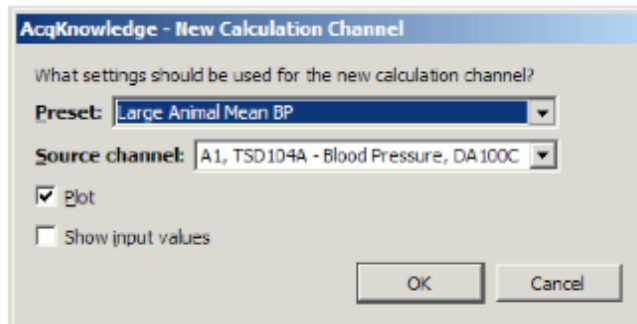 AcqKnowledge - New Calculation Channel
What settings should be used for the new calculation channel?
Preset: Large Animal Mean BP
Source channel: A1, TSD104A - Blood Pressure, DA100C
Plot
Show input values
OK Cancel